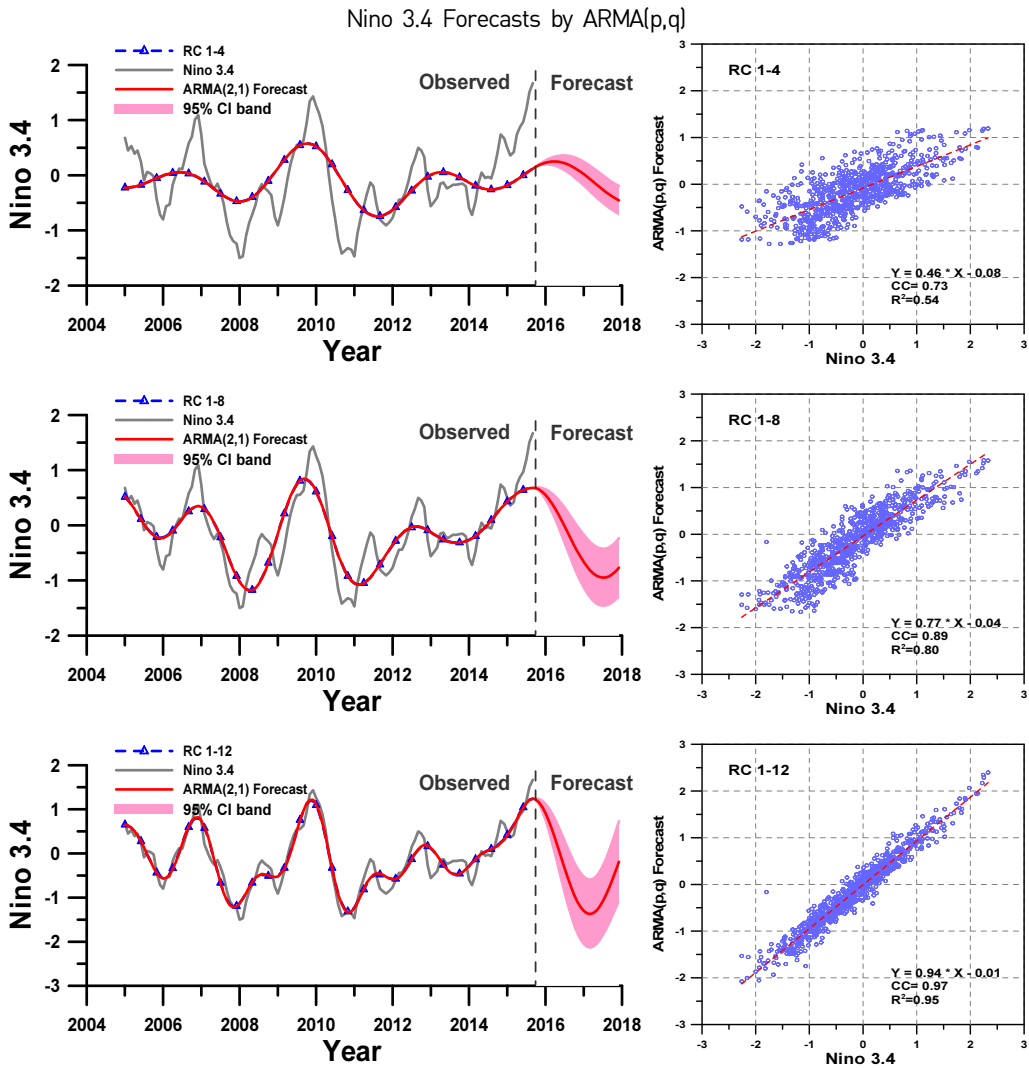 Nino 3.4 Forecasts by ARMA(p,q)
RC 1-4
Nino 3.4
ARMA(2,1) Forecast
95% CI band
Observed
Forecast
Nino 3.4
2
1
0
-1
-2
2004 2006 2008 2010 2012 2014 2016 2018
Year
RC 1-4
ARMA(p,q) Forecast
3
2
1
0
-1
-2
-3
Y = 0.46 * X - 0.08
CC= 0.73
R²=0.54
-3 -2 -1 0 1 2 3
Nino 3.4
RC 1-8
Nino 3.4
ARMA(2,1) Forecast
95% CI band
Observed
Forecast
Nino 3.4
2
1
0
-1
-2
2004 2006 2008 2010 2012 2014 2016 2018
Year
RC 1-8
ARMA(p,q) Forecast
3
2
1
0
-1
-2
-3
Y = 0.77 * X - 0.04
CC= 0.89
R²=0.80
-3 -2 -1 0 1 2 3
Nino 3.4
RC 1-12
Nino 3.4
ARMA(2,1) Forecast
95% CI band
Observed
Forecast
Nino 3.4
2
1
0
-1
-2
-3
2004 2006 2008 2010 2012 2014 2016 2018
Year
RC 1-12
ARMA(p,q) Forecast
3
2
1
0
-1
-2
-3
Y = 0.94 * X - 0.01
CC= 0.97
R²=0.95
-3 -2 -1 0 1 2 3
Nino 3.4